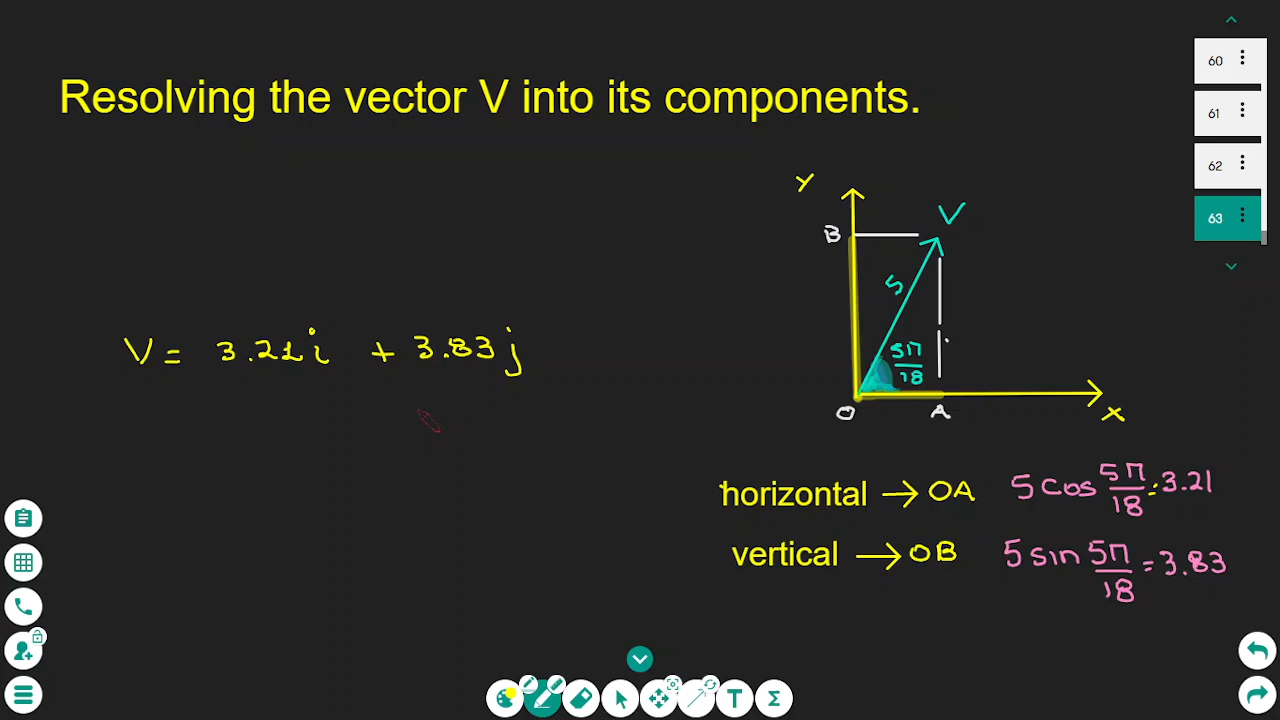 Resolving the vector V into its components.
60
61
62
63
Y
B
V
5
5π/18
O
A
X
V = 3.21i + 3.83j
horizontal → OA 5 cos 5π/18 = 3.21
vertical → OB 5 sin 5π/18 = 3.83
T
Σ